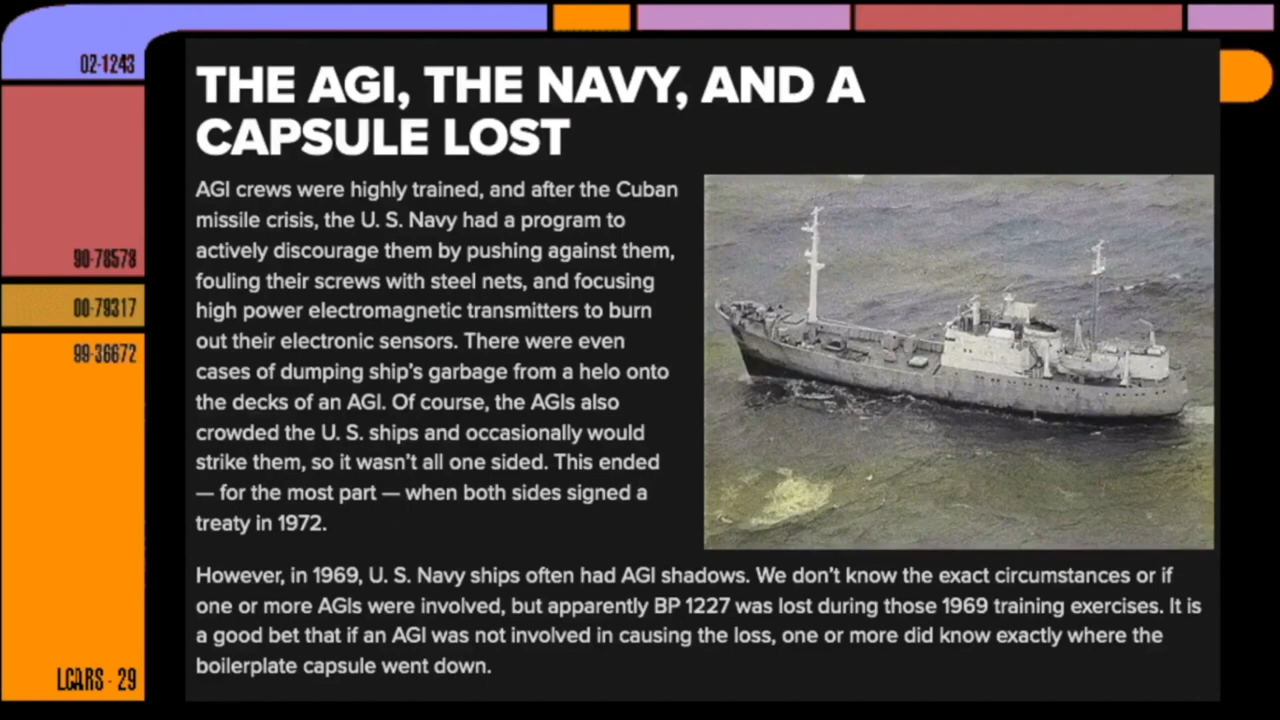 02-1243
90-78578
00-79317
99-36672
LCARS - 29
THE AGI, THE NAVY, AND A
CAPSULE LOST
AGI crews were highly trained, and after the Cuban
missile crisis, the U. S. Navy had a program to
actively discourage them by pushing against them,
fouling their screws with steel nets, and focusing
high power electromagnetic transmitters to burn
out their electronic sensors. There were even
cases of dumping ship’s garbage from a helo onto
the decks of an AGI. Of course, the AGIs also
crowded the U. S. ships and occasionally would
strike them, so it wasn’t all one sided. This ended
— for the most part — when both sides signed a
treaty in 1972.
However, in 1969, U. S. Navy ships often had AGI shadows. We don’t know the exact circumstances or if
one or more AGIs were involved, but apparently BP 1227 was lost during those 1969 training exercises. It is
a good bet that if an AGI was not involved in causing the loss, one or more did know exactly where the
boilerplate capsule went down.